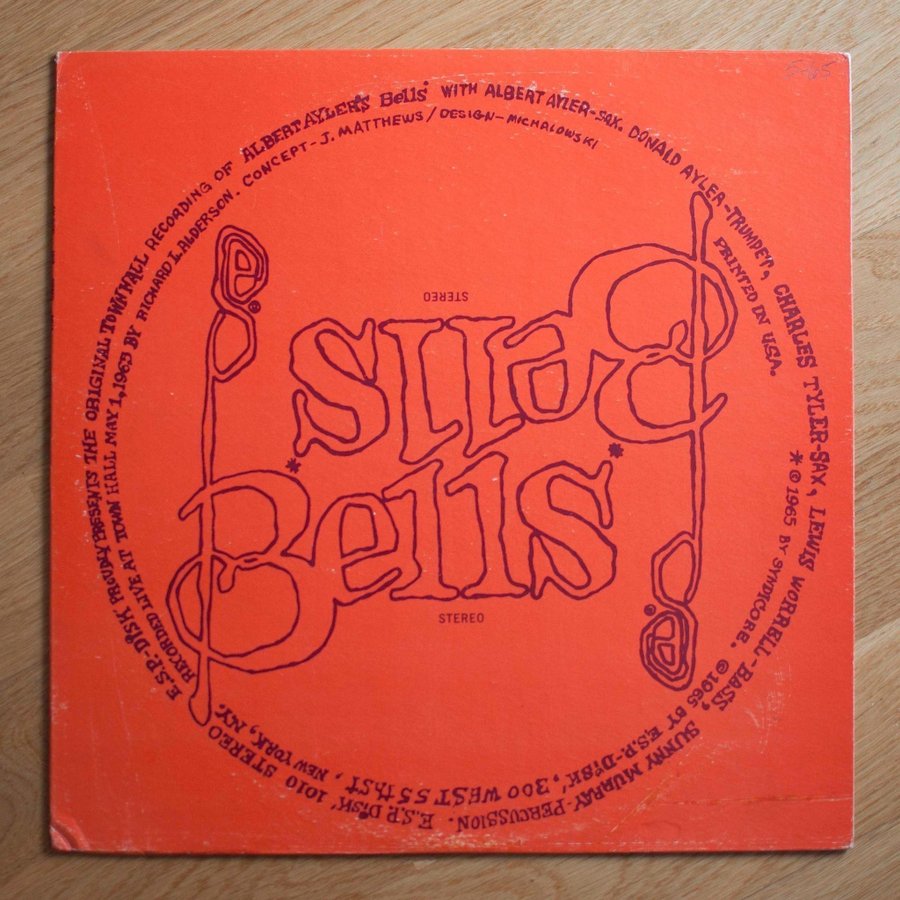 E.S.P.-DISK' PROUDLY PRESENTS THE ORIGINAL TOWN HALL RECORDING OF ALBERT AYLER'S Bells* WITH ALBERT AYLER-SAX. DONALD AYLER-TRUMPET, CHARLES TYLER-SAX, LEWIS WORRELL-BASS, SUNNY MURRAY-PERCUSSION. E.S.P. DISK' 1010 STEREO
RECORDED LIVE AT TOWN HALL MAY 1, 1965 BY RICHARD L. ALDERSON. CONCEPT-J. MATTHEWS/DESIGN-MICHALOWSKI
PRINTED IN U.S.A. *© 1965 BY SYNDICORE. ©1965 BY E.S.P.-DISK', 300 WEST 55th ST, NEW YORK, N.Y.
STEREO
Bells*
Bells*
STEREO